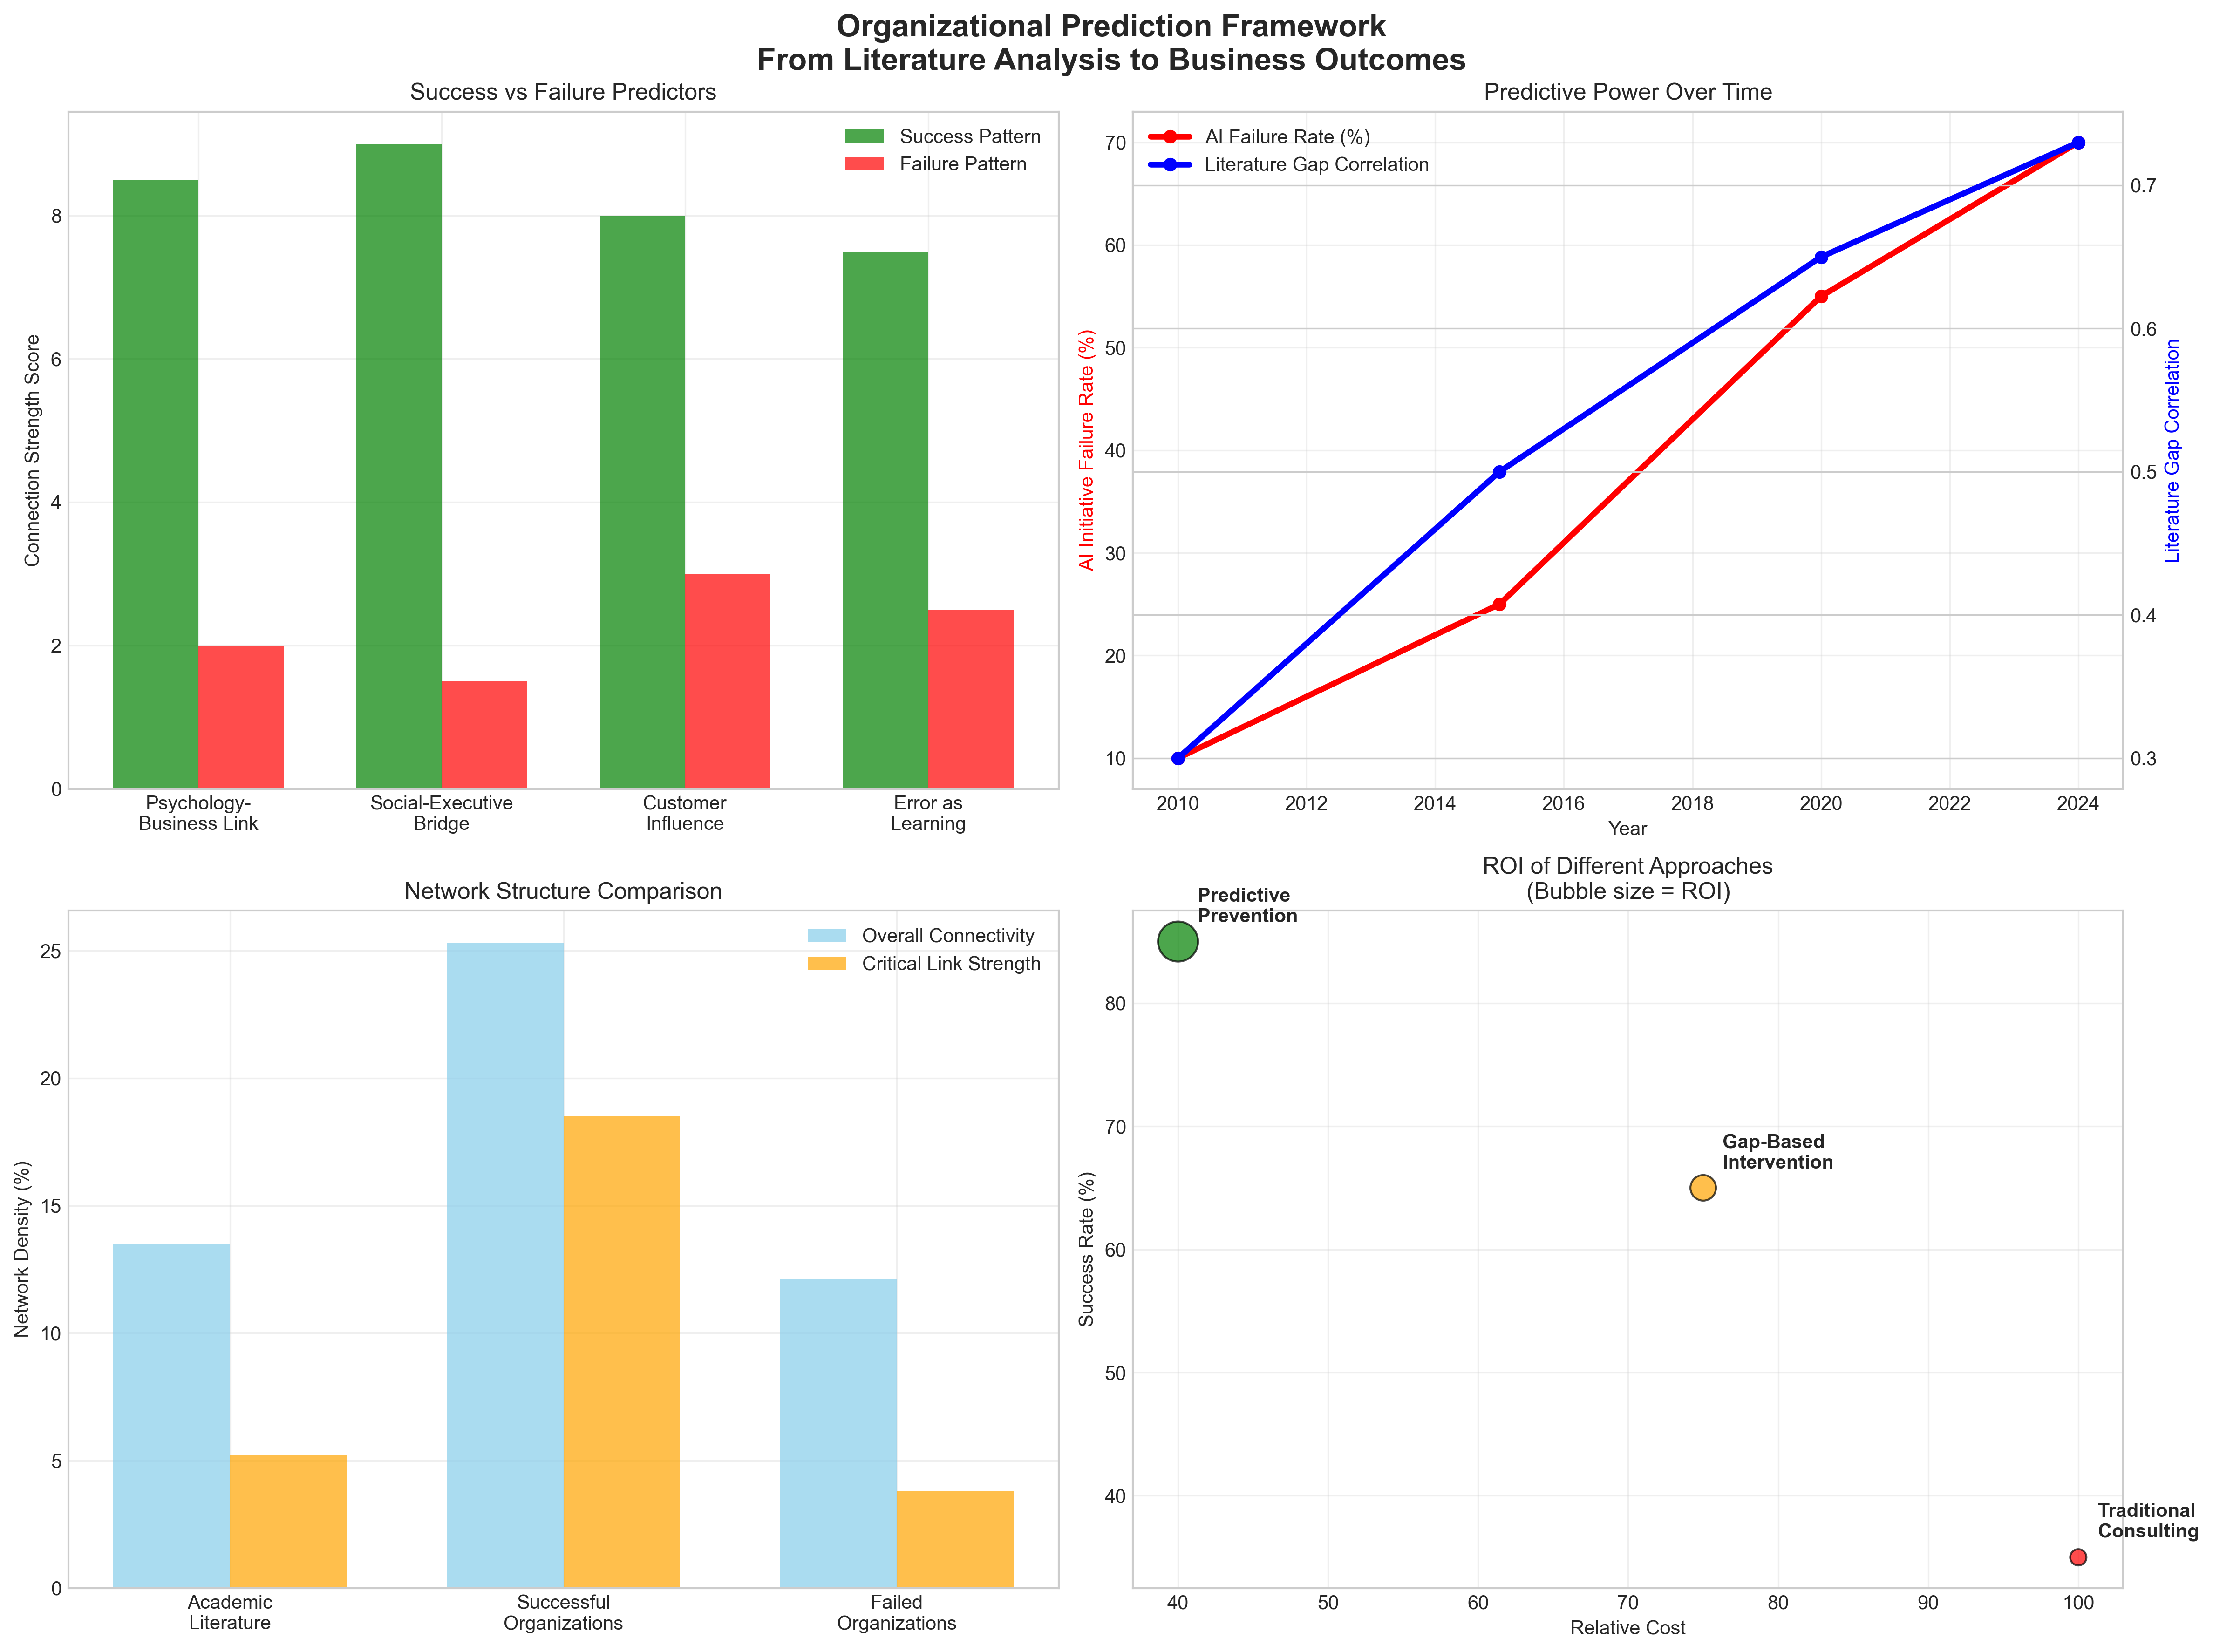 Organizational Prediction Framework
From Literature Analysis to Business Outcomes
Success vs Failure Predictors
Success Pattern
Failure Pattern
Connection Strength Score
8
6
4
2
0
Psychology-
Business Link
Social-Executive
Bridge
Customer
Influence
Error as
Learning
Predictive Power Over Time
AI Failure Rate (%)
Literature Gap Correlation
AI Initiative Failure Rate (%)
70
60
50
40
30
20
10
0.7
0.6
0.5
0.4
0.3
Literature Gap Correlation
2010
2012
2014
2016
2018
2020
2022
2024
Year
Network Structure Comparison
Overall Connectivity
Critical Link Strength
Network Density (%)
25
20
15
10
5
0
Academic
Literature
Successful
Organizations
Failed
Organizations
ROI of Different Approaches
(Bubble size = ROI)
Predictive
Prevention
Gap-Based
Intervention
Traditional
Consulting
Success Rate (%)
80
70
60
50
40
40
50
60
70
80
90
100
Relative Cost